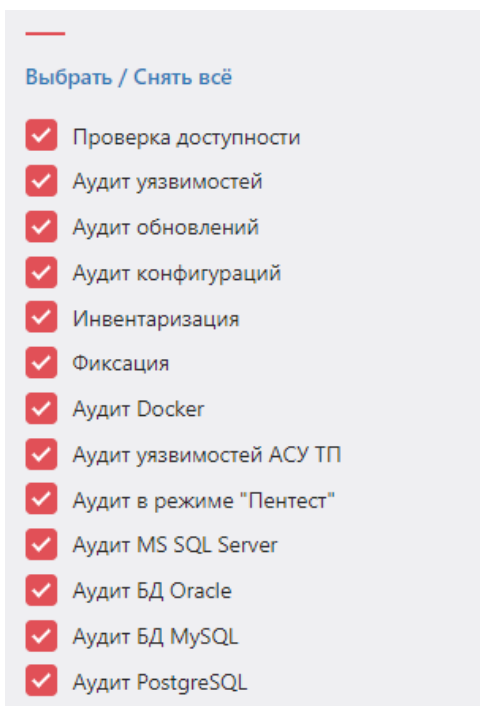 Выбрать / Снять всё
Проверка доступности
Аудит уязвимостей
Аудит обновлений
Аудит конфигураций
Инвентаризация
Фиксация
Аудит Docker
Аудит уязвимостей АСУ ТП
Аудит в режиме "Пентест"
Аудит MS SQL Server
Аудит БД Oracle
Аудит БД MySQL
Аудит PostgreSQL